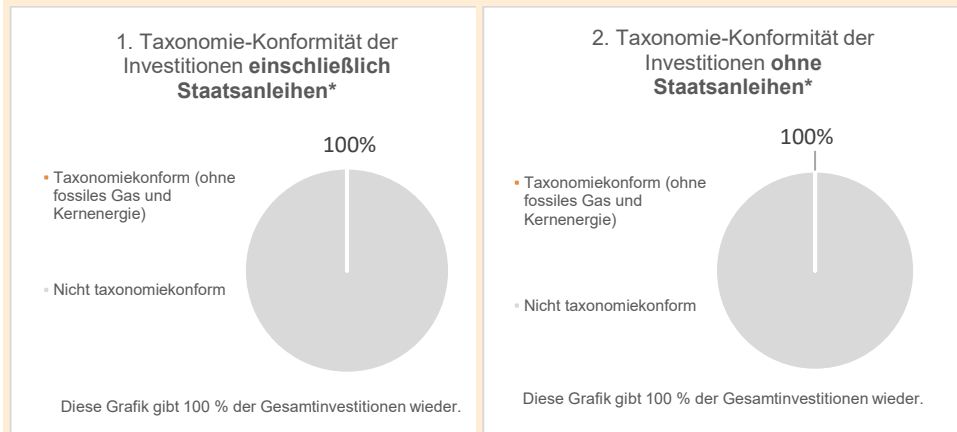 1. Taxonomie-Konformität der
Investitionen einschließlich
Staatsanleihen*
100%
Taxonomiekonform (ohne
fossiles Gas und
Kernenergie)
Nicht taxonomiekonform
Diese Grafik gibt 100 % der Gesamtinvestitionen wieder.
2. Taxonomie-Konformität der
Investitionen ohne
Staatsanleihen*
100%
Taxonomiekonform (ohne
fossiles Gas und
Kernenergie)
Nicht taxonomiekonform
Diese Grafik gibt 100 % der Gesamtinvestitionen wieder.